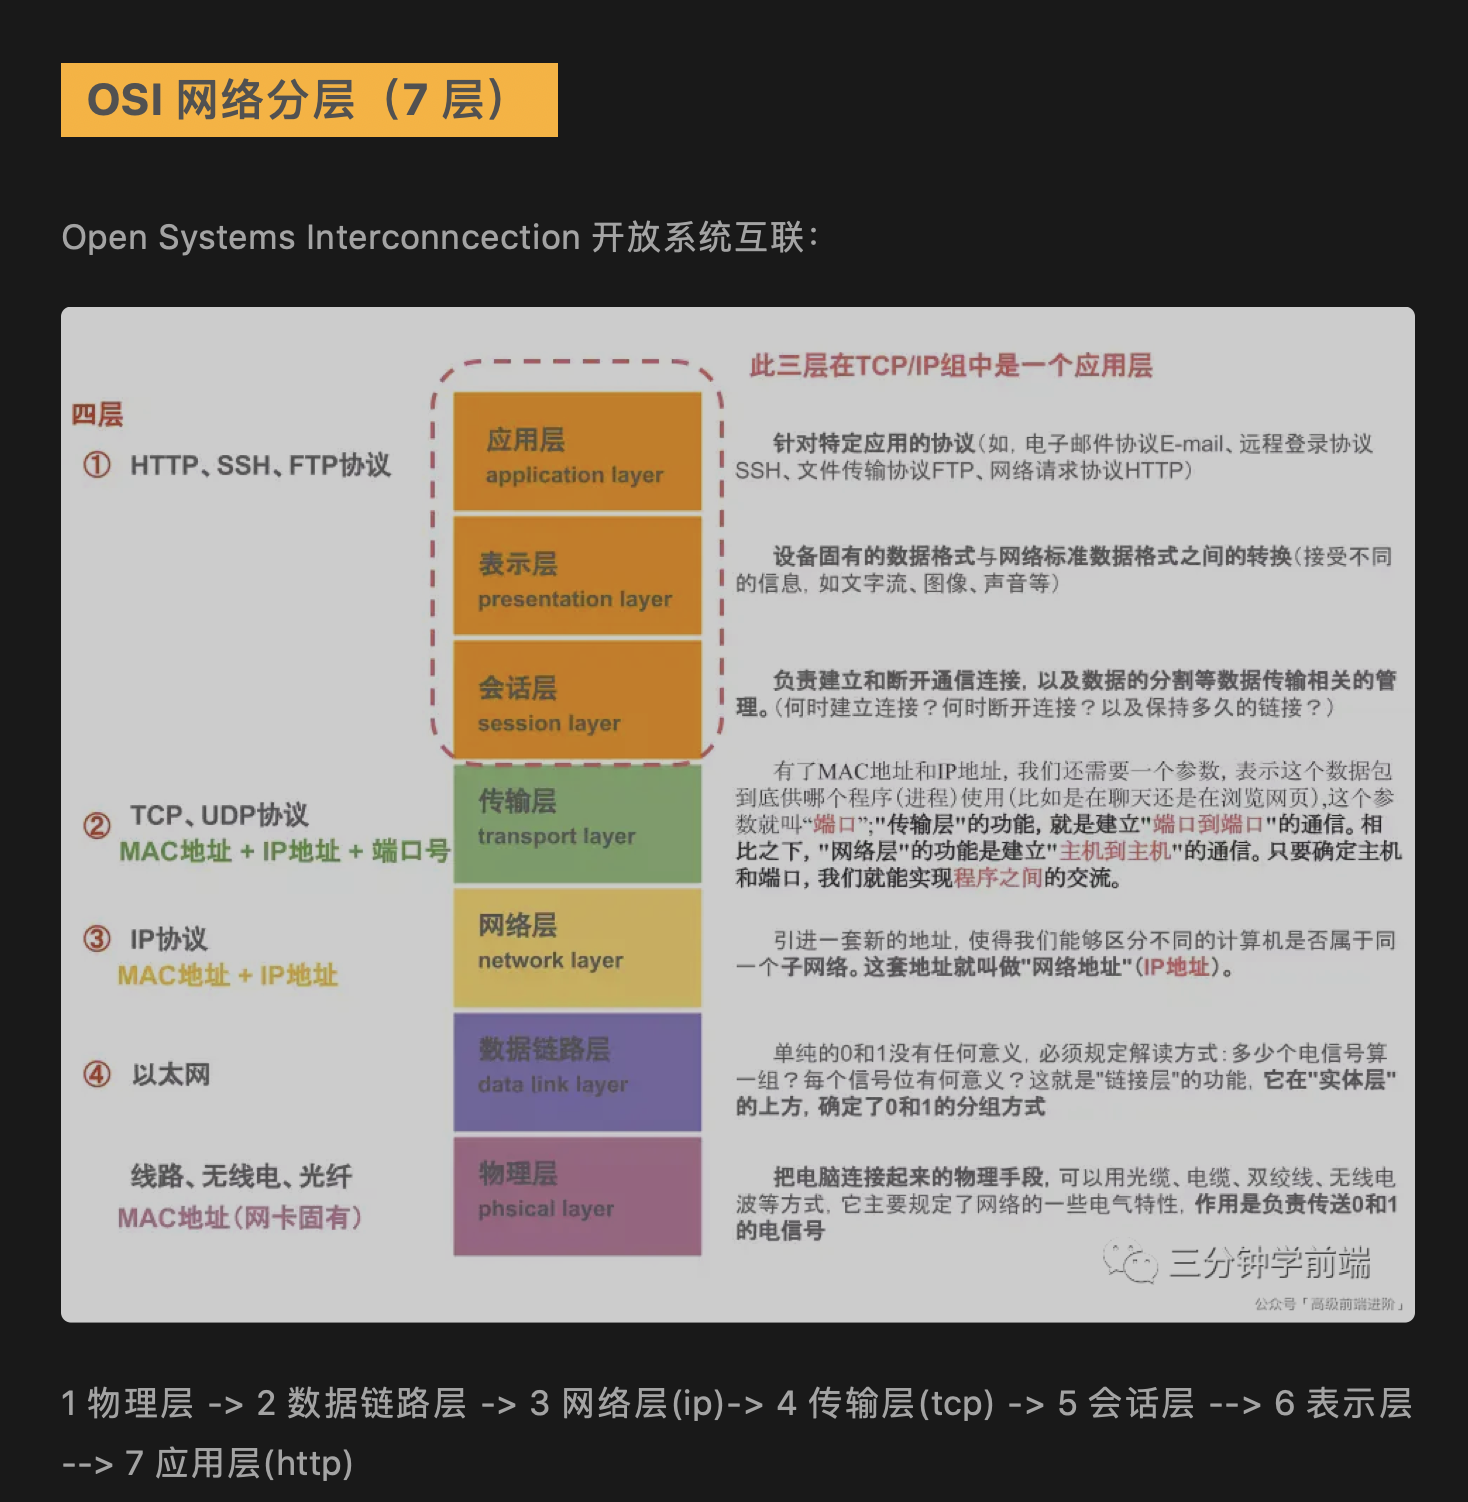 OSI 网络分层（7 层）
Open Systems Interconncection 开放系统互联：
此三层在TCP/IP组中是一个应用层
四层
① HTTP、SSH、FTP协议
应用层
application layer
针对特定应用的协议（如，电子邮件协议E-mail、远程登录协议
SSH、文件传输协议FTP、网络请求协议HTTP）
表示层
presentation layer
设备固有的数据格式与网络标准数据格式之间的转换（接受不同
的信息，如文字流、图像、声音等）
会话层
session layer
负责建立和断开通信连接，以及数据的分割等数据传输相关的管
理。（何时建立连接？何时断开连接？以及保持多久的链接？）
② TCP、UDP协议
MAC地址 + IP地址 + 端口号
传输层
transport layer
有了MAC地址和IP地址，我们还需要一个参数，表示这个数据包
到底供哪个程序（进程）使用（比如是在聊天还是在浏览网页）,这个参
数就叫“端口”;"传输层"的功能，就是建立"端口到端口"的通信。相
比之下，"网络层"的功能是建立"主机到主机"的通信。只要确定主机
和端口，我们就能实现程序之间的交流。
③ IP协议
MAC地址 + IP地址
网络层
network layer
引进一套新的地址，使得我们能够区分不同的计算机是否属于同
一个子网络。这套地址就叫做"网络地址"（IP地址）。
④ 以太网
数据链路层
data link layer
单纯的0和1没有任何意义，必须规定解读方式：多少个电信号算
一组？每个信号位有何意义？这就是"链接层"的功能，它在"实体层"
的上方，确定了0和1的分组方式
线路、无线电、光纤
MAC地址（网卡固有）
物理层
phsical layer
把电脑连接起来的物理手段，可以用光缆、电缆、双绞线、无线电
波等方式，它主要规定了网络的一些电气特性，作用是负责传送0和1
的电信号
三分钟学前端
公众号「高级前端进阶」
1 物理层 -> 2 数据链路层 -> 3 网络层(ip)-> 4 传输层(tcp) -> 5 会话层 --> 6 表示层
--> 7 应用层(http)